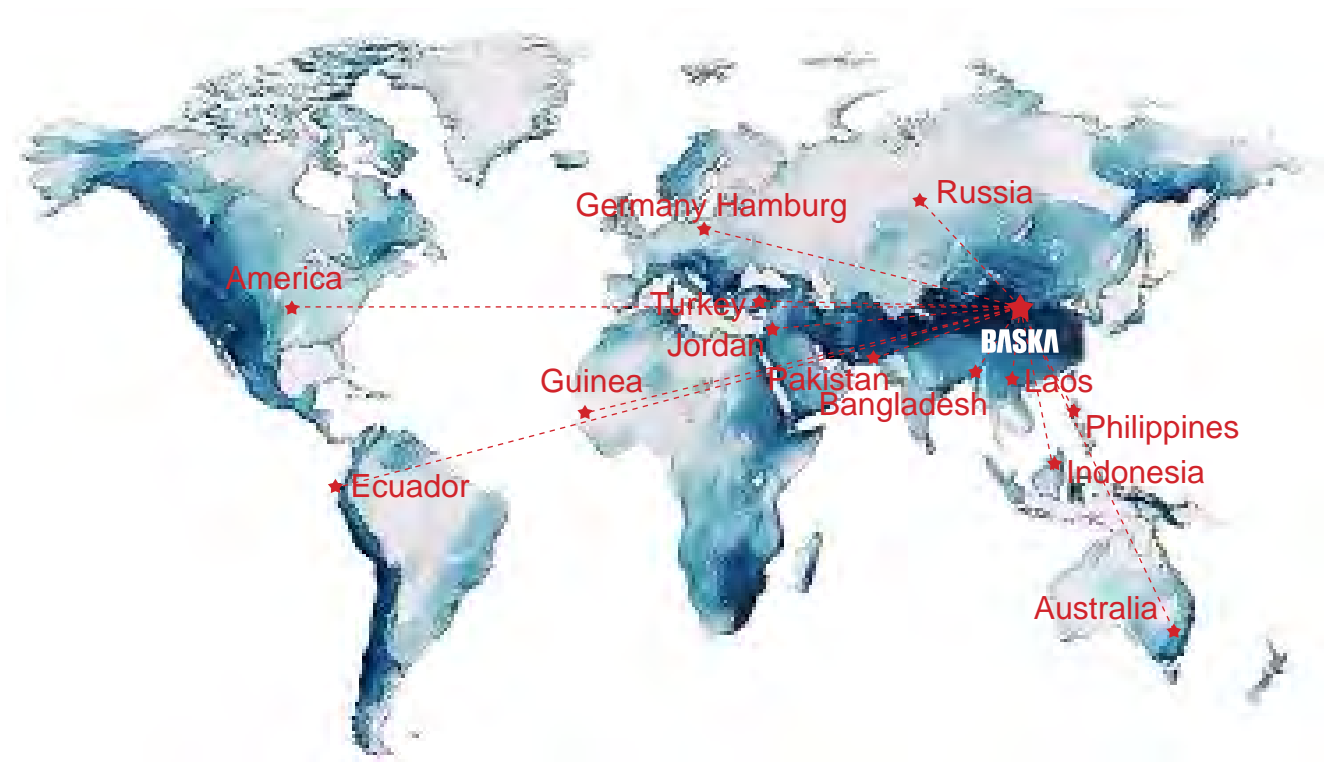 Russia
Germany Hamburg
America
Turkey
Jordan
BASKA
Guinea
Pakistan
Laos
Bangladesh
Philippines
Indonesia
Ecuador
Australia